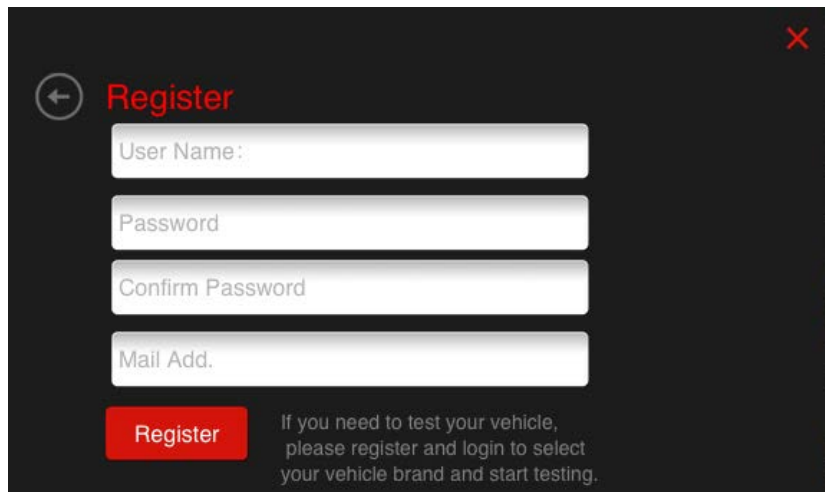 Register
User Name:
Password
Confirm Password
Mail Add.
Register
If you need to test your vehicle,
please register and login to select
your vehicle brand and start testing.